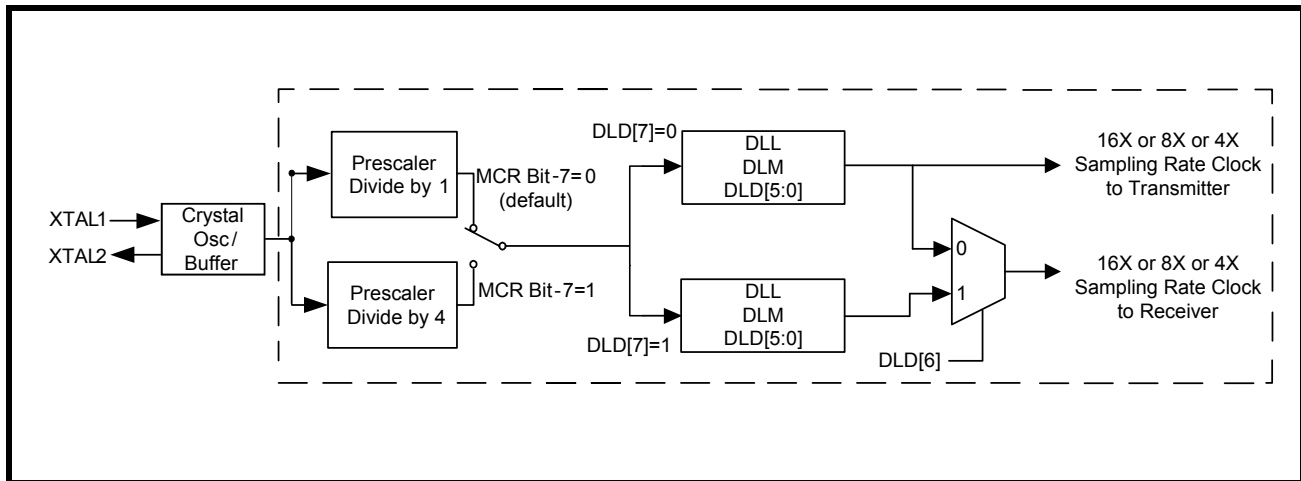 XTAL1
XTAL2
Crystal
Osc/
Buffer
Prescaler
Divide by 1
Prescaler
Divide by 4
MCR Bit-7=0
(default)
MCR Bit-7=1
DLD[7]=0
DLL
DLM
DLD[5:0]
DLD[7]=1
DLL
DLM
DLD[5:0]
0
1
DLD[6]
16X or 8X or 4X
Sampling Rate Clock
to Transmitter
16X or 8X or 4X
Sampling Rate Clock
to Receiver